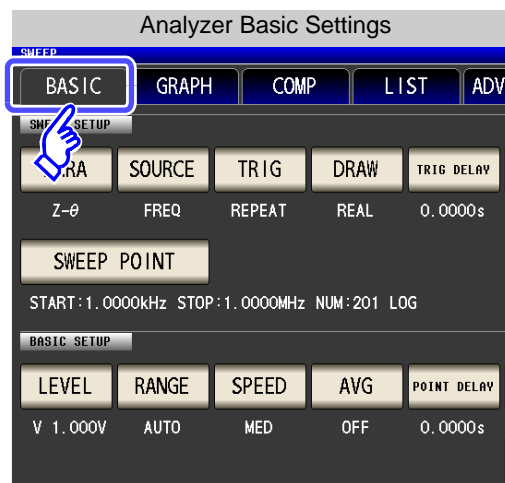 Analyzer Basic Settings
SWEEP
BASIC GRAPH COMP LIST ADV
SETUP
SOURCE TRIG DRAW TRIG DELAY
Z-θ FREQ REPEAT REAL 0.0000s
SWEEP POINT
START:1.0000kHz STOP:1.0000MHz NUM:201 LOG
BASIC SETUP
LEVEL RANGE SPEED AVG POINT DELAY
V 1.000V AUTO MED OFF 0.0000s